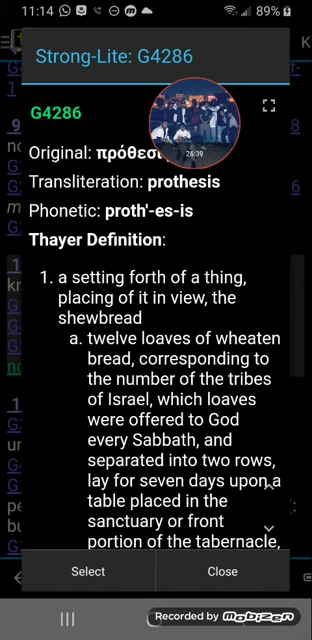 11:14
89%
Strong-Lite: G4286
G4286
26:39
Original:
Transliteration: prothesis
Phonetic: proth'-es-is
Thayer Definition:
1. a setting forth of a thing,
placing of it in view, the
shewbread
a. twelve loaves of wheaten
bread, corresponding to
the number of the tribes
of Israel, which loaves
were offered to God
every Sabbath, and
separated into two rows,
lay for seven days upon a
table placed in the
sanctuary or front
portion of the tabernacle,
Select
Close
Recorded by Mobizen